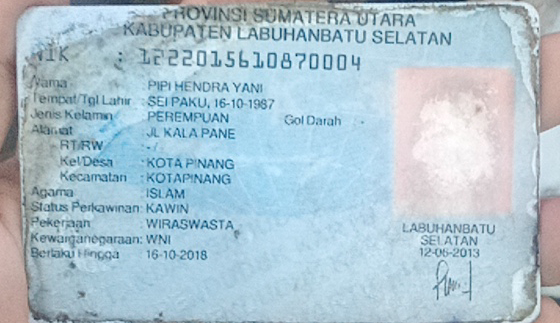 PROVINSI SUMATERA UTARA
KABUPATEN LABUHANBATU SELATAN
NIK : 1222015610870004
Nama : PIPI HENDRA YANI
Tempat/Tgl Lahir : SEI PAKU, 16-10-1987
Jenis Kelamin : PEREMPUAN Gol Darah -
Alamat : JL KALA PANE
RT/RW : -/-
Kel/Desa : KOTA PINANG
Kecamatan : KOTAPINANG
Agama : ISLAM
Status Perkawinan: KAWIN
Pekerjaan : WIRASWASTA
Kewarganegaraan: WNI
Berlaku Hingga : 16-10-2018
LABUHANBATU
SELATAN
12-06-2013